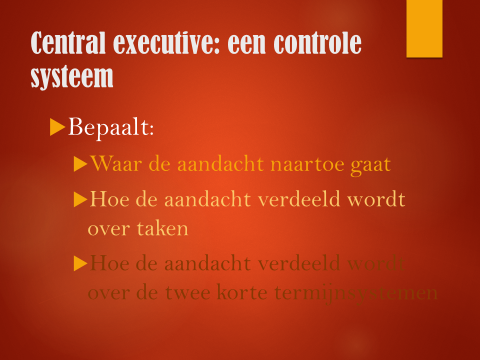 Central executive: een controle
systeem
Bepaalt:
Waar de aandacht naartoe gaat
Hoe de aandacht verdeeld wordt
over taken
Hoe de aandacht verdeeld wordt
over de twee korte termijnsystemen